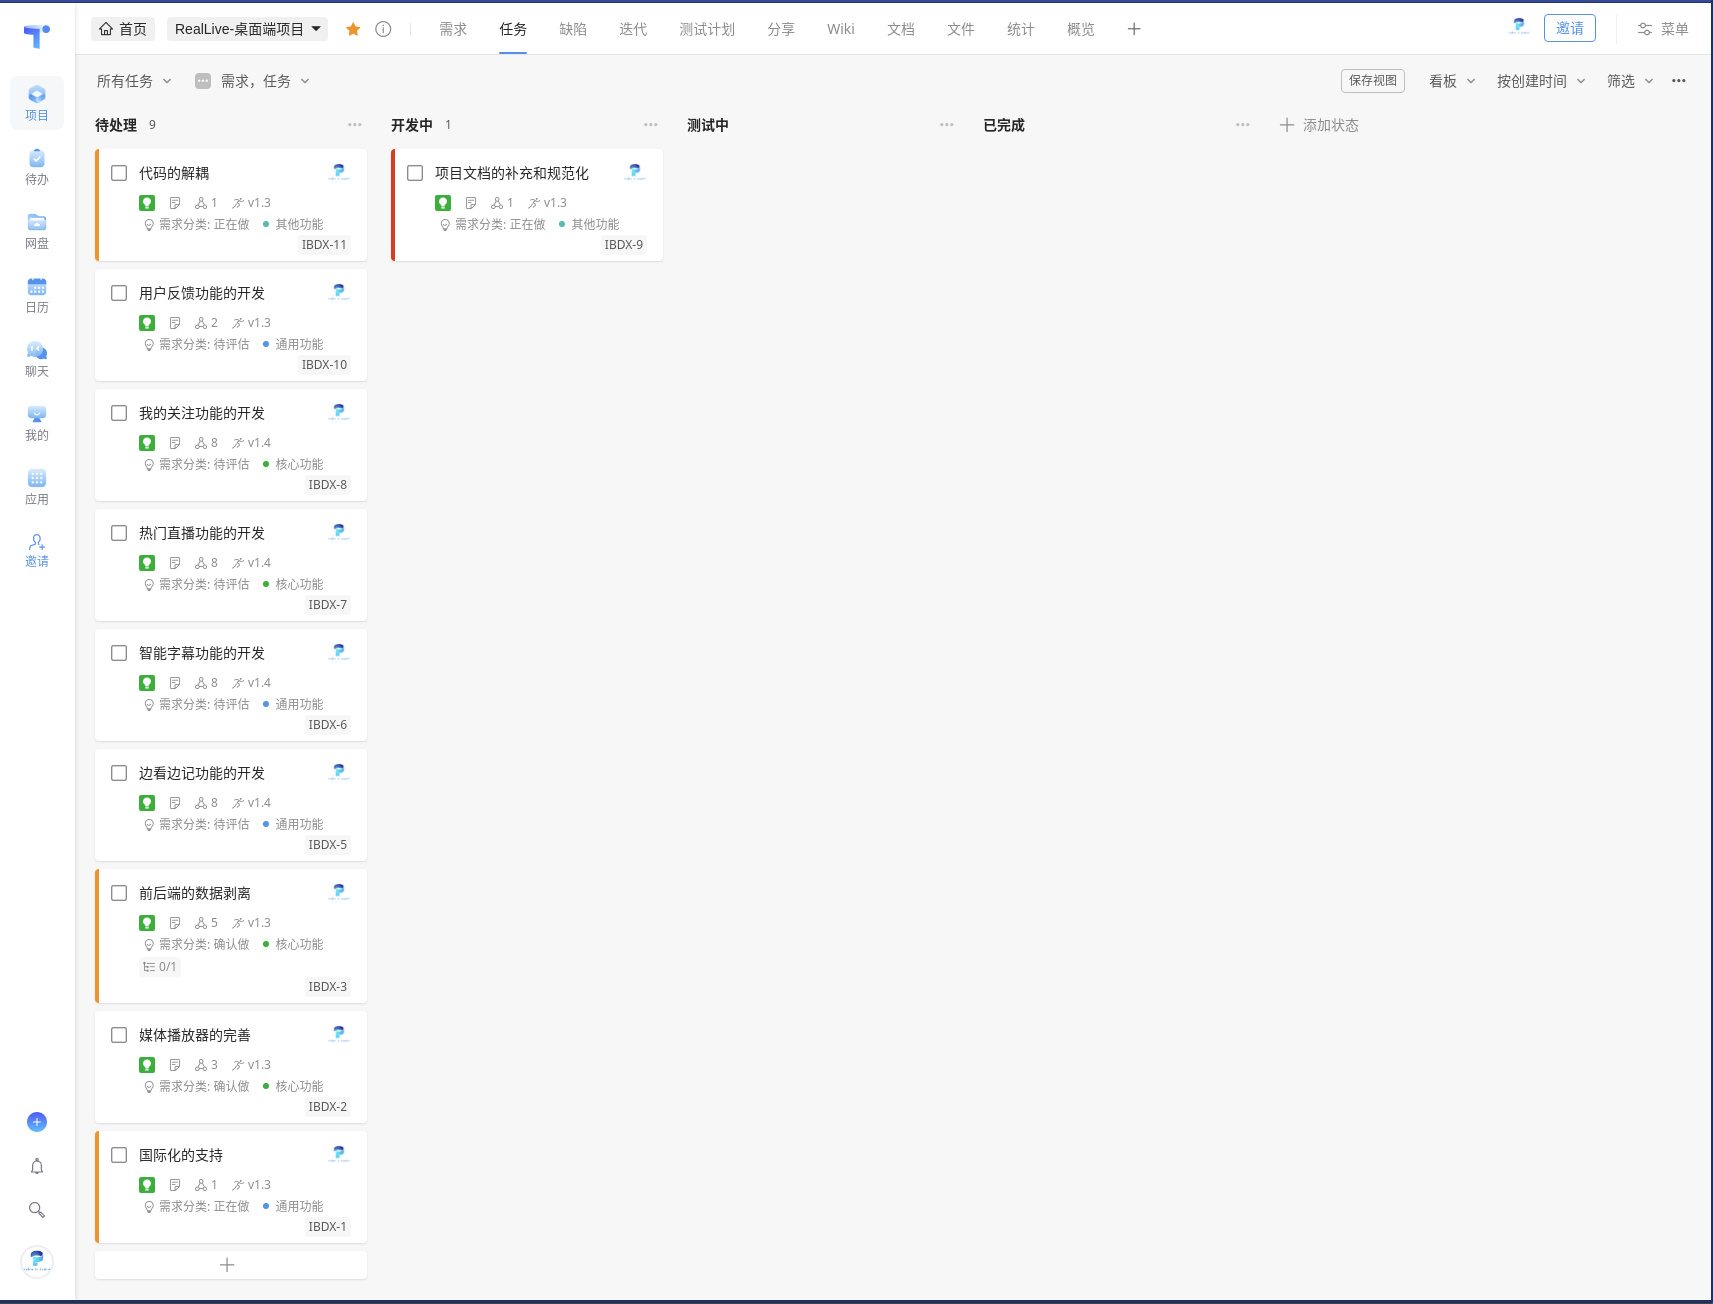 首页
RealLive-桌面端项目
需求
任务
缺陷
迭代
测试计划
分享
Wiki
文档
文件
统计
概览
邀请
菜单
项目
待办
网盘
日历
聊天
我的
应用
邀请
所有任务
需求，任务
保存视图
看板
按创建时间
筛选
待处理 9
开发中 1
测试中
已完成
添加状态
代码的解耦
1 v1.3
需求分类: 正在做 其他功能
IBDX-11
用户反馈功能的开发
2 v1.3
需求分类: 待评估 通用功能
IBDX-10
我的关注功能的开发
8 v1.4
需求分类: 待评估 核心功能
IBDX-8
热门直播功能的开发
8 v1.4
需求分类: 待评估 核心功能
IBDX-7
智能字幕功能的开发
8 v1.4
需求分类: 待评估 通用功能
IBDX-6
边看边记功能的开发
8 v1.4
需求分类: 待评估 通用功能
IBDX-5
前后端的数据剥离
5 v1.3
需求分类: 确认做 核心功能
0/1
IBDX-3
媒体播放器的完善
3 v1.3
需求分类: 确认做 核心功能
IBDX-2
国际化的支持
1 v1.3
需求分类: 正在做 通用功能
IBDX-1
项目文档的补充和规范化
1 v1.3
需求分类: 正在做 其他功能
IBDX-9